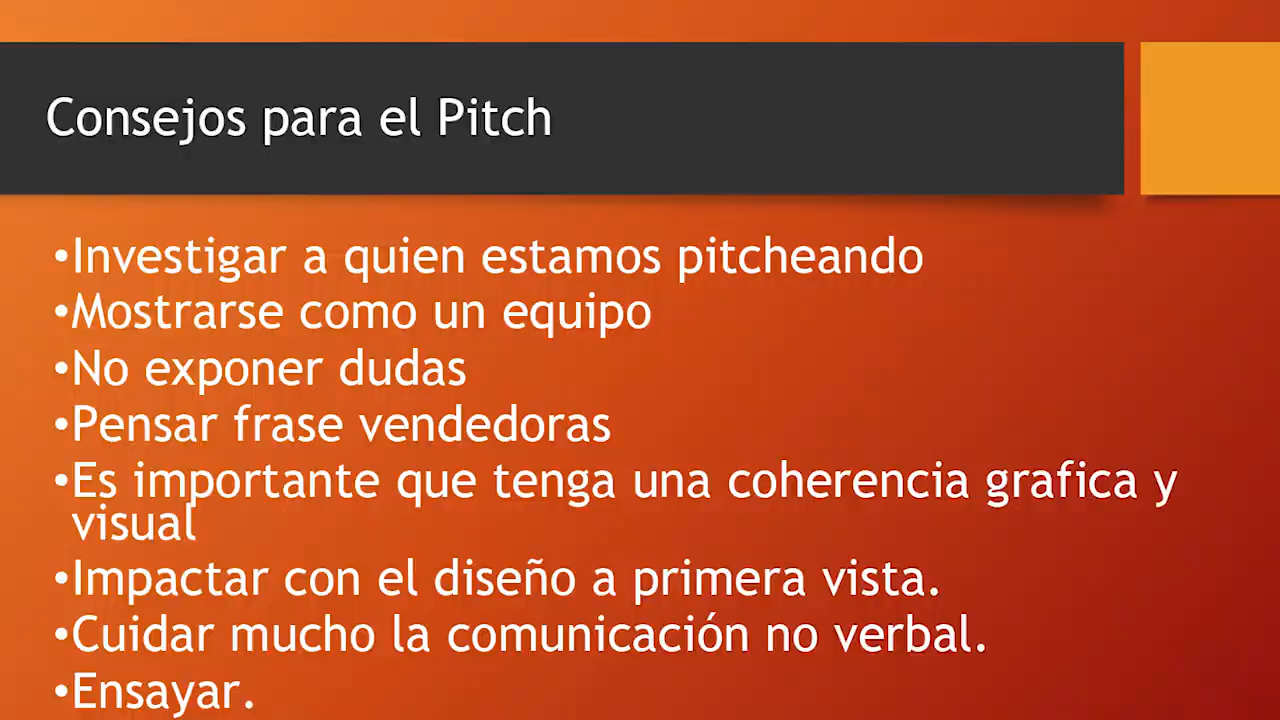 Consejos para el Pitch
•Investigar a quien estamos pitcheando
•Mostrarse como un equipo
•No exponer dudas
•Pensar frase vendedoras
•Es importante que tenga una coherencia grafica y
visual
•Impactar con el diseño a primera vista.
•Cuidar mucho la comunicación no verbal.
•Ensayar.